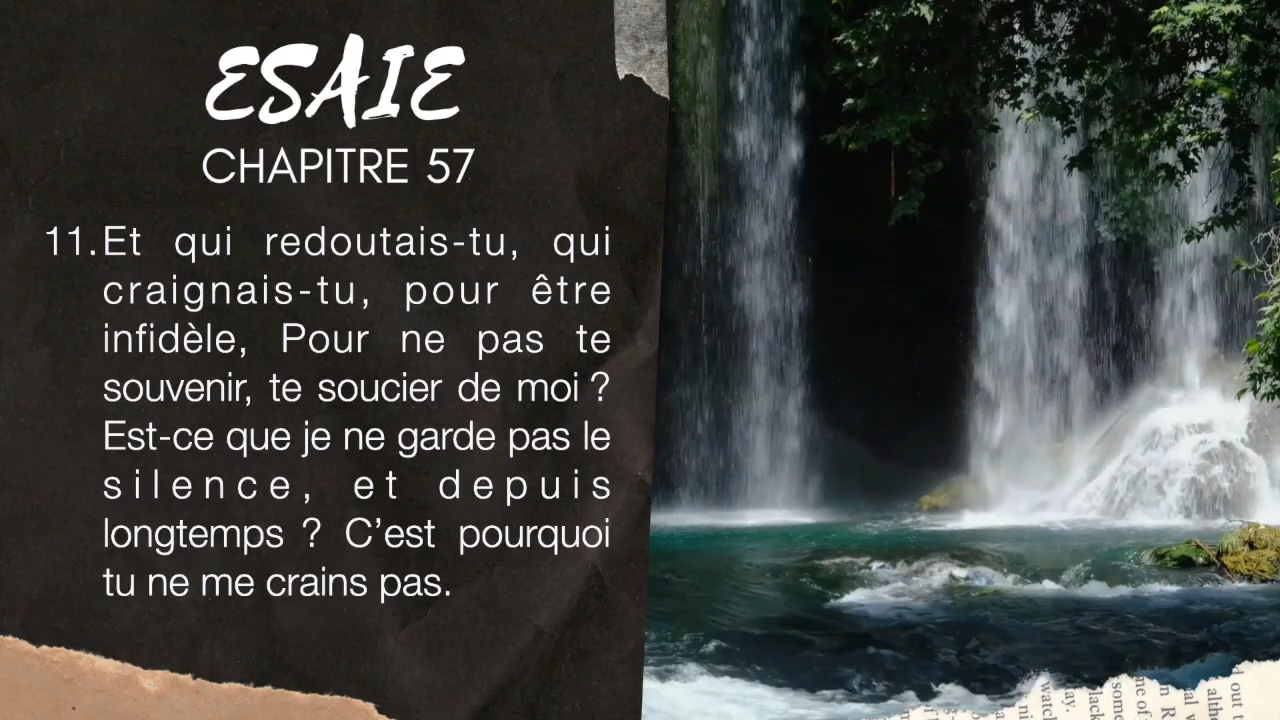 ESAIE
CHAPITRE 57
11. Et qui redoutais-tu, qui
craignais-tu, pour être
infidèle, Pour ne pas te
souvenir, te soucier de moi ?
Est-ce que je ne garde pas le
silence, et depuis
longtemps ? C’est pourquoi
tu ne me crains pas.